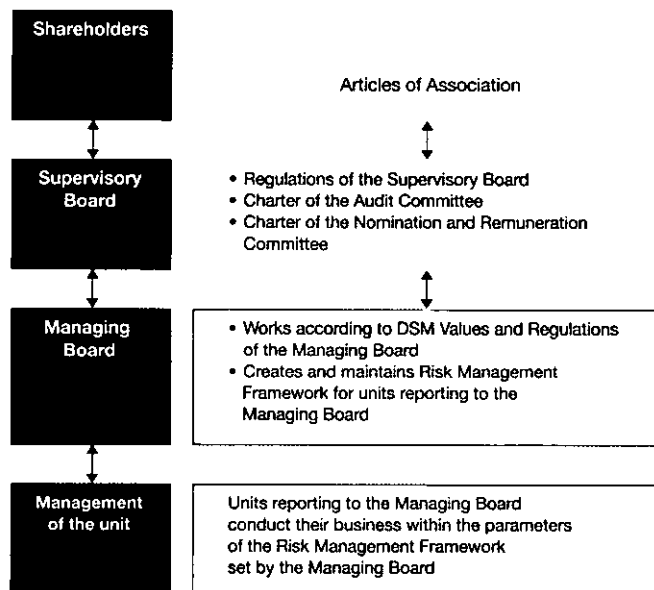 Shareholders
Articles of Association
Supervisory
Board
• Regulations of the Supervisory Board
• Charter of the Audit Committee
• Charter of the Nomination and Remuneration
Committee
Managing
Board
• Works according to DSM Values and Regulations
of the Managing Board
• Creates and maintains Risk Management
Framework for units reporting to the
Managing Board
Management
of the unit
Units reporting to the Managing Board
conduct their business within the parameters
of the Risk Management Framework
set by the Managing Board